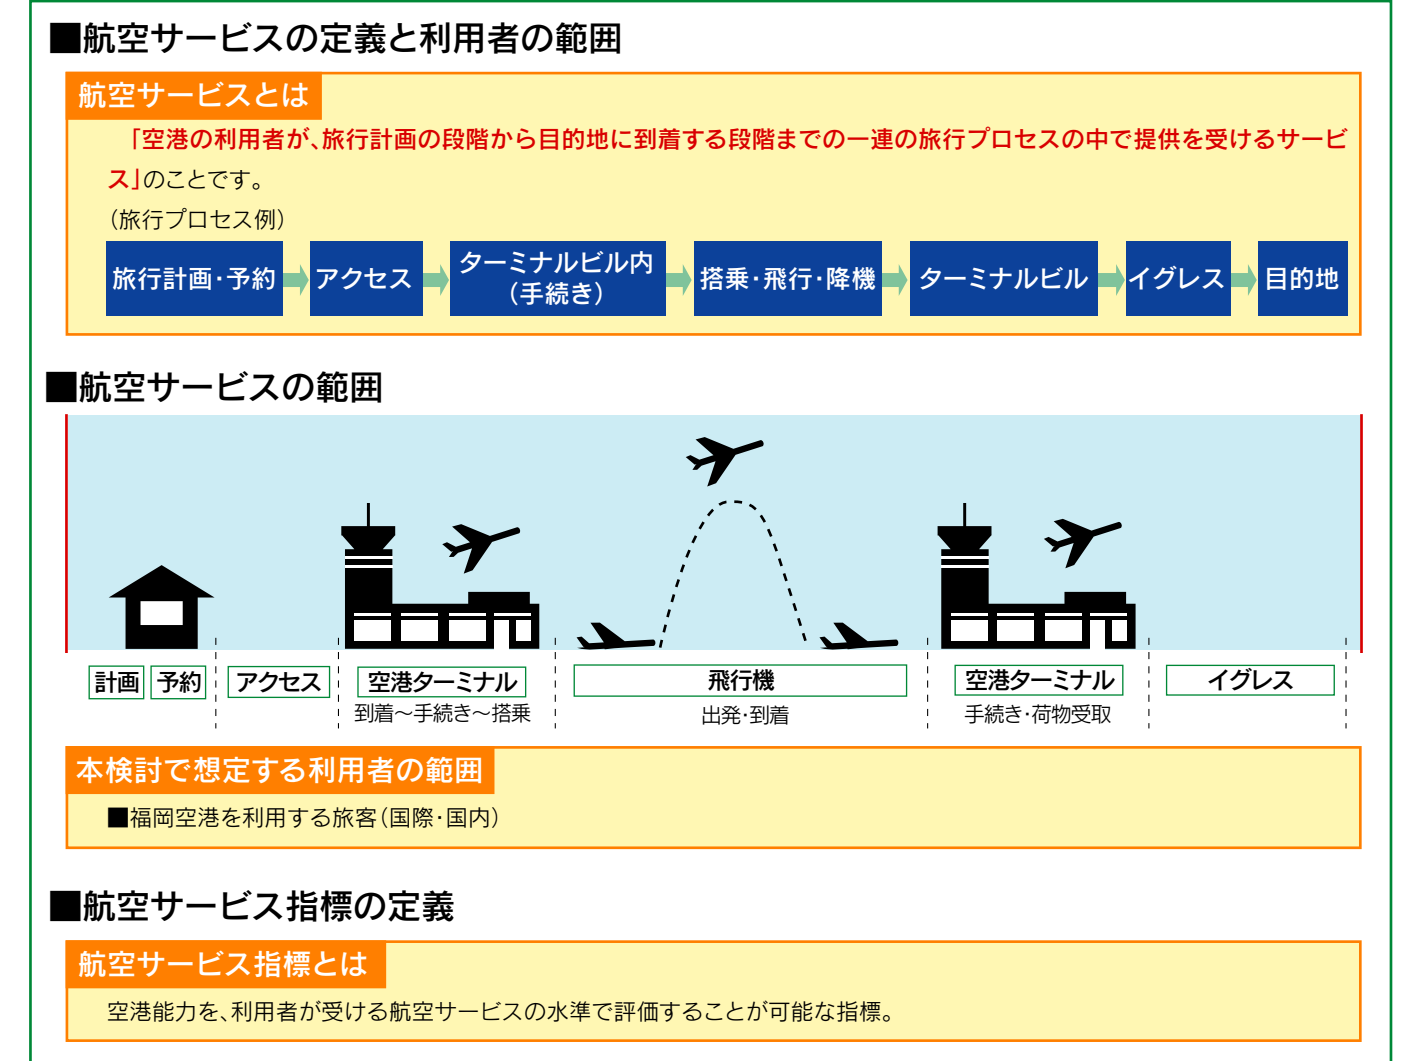 ■航空サービスの定義と利用者の範囲
航空サービスとは
「空港の利用者が、旅行計画の段階から目的地に到着する段階までの一連の旅行プロセスの中で提供を受けるサービ
ス」のことです。
(旅行プロセス例)
旅行計画・予約 アクセス ターミナルビル内 搭乗・飛行・降機 ターミナルビル イグレス 目的地
(手続き)
■航空サービスの範囲
計画 予約 アクセス 空港ターミナル 飛行機 空港ターミナル イグレス
到着～手続き～搭乗 出発・到着 手続き・荷物受取
本検討で想定する利用者の範囲
■福岡空港を利用する旅客(国際・国内)
■航空サービス指標の定義
航空サービス指標とは
空港能力を、利用者が受ける航空サービスの水準で評価することが可能な指標。